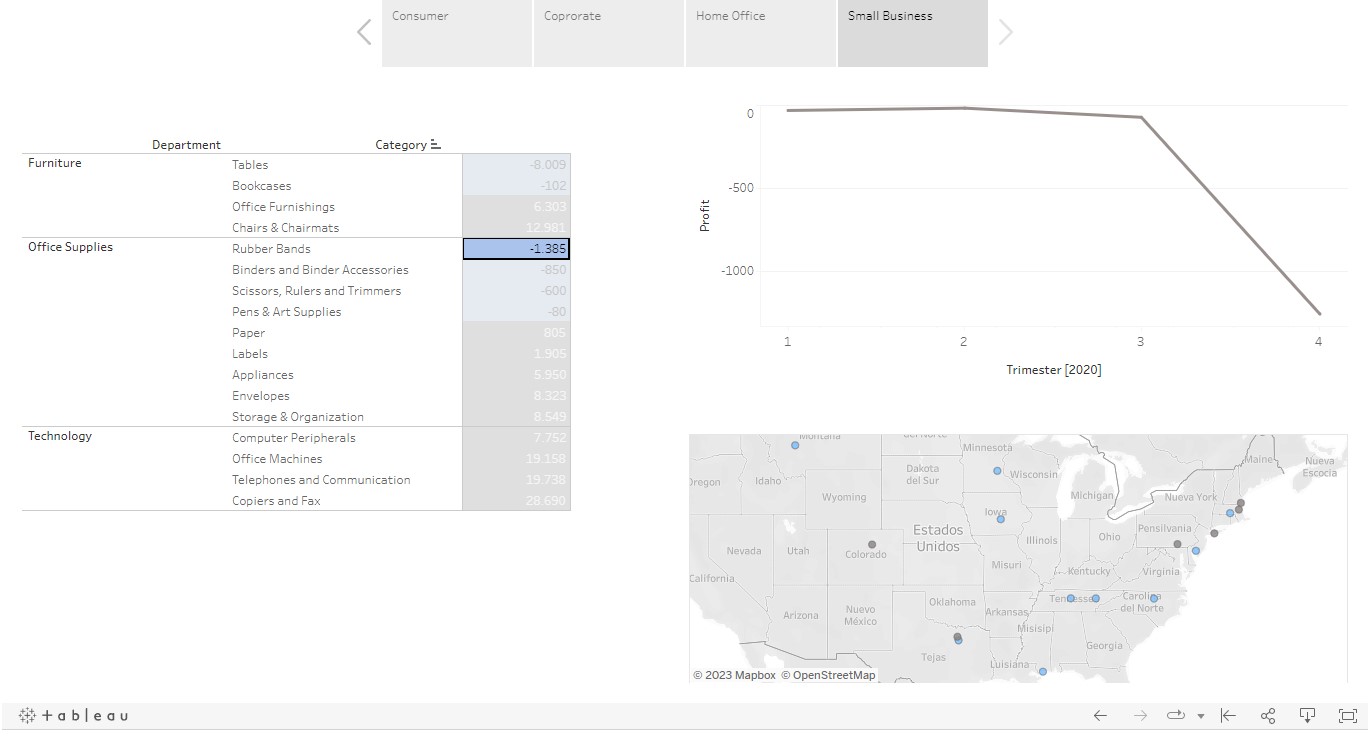 Consumer
Coprorate
Home Office
Small Business
Department Category
Furniture Tables -8.009
Bookcases -102
Office Furnishings 6.303
Chairs & Chairmats 12.981
Office Supplies Rubber Bands -1.385
Binders and Binder Accessories -850
Scissors, Rulers and Trimmers -600
Pens & Art Supplies -80
Paper 805
Labels 1.905
Appliances 5.950
Envelopes 8.323
Storage & Organization 8.549
Technology Computer Peripherals 7.752
Office Machines 19.158
Telephones and Communication 19.738
Copiers and Fax 28.690
0
-500
-1000
Profit
1 2 3 4
Trimester [2020]
Montana
del Norte
Minnesota
Maine
Nueva
Escocia
Oregon
Idaho
Dakota
del Sur
Wisconsin
Wyoming
Michigan
Nueva York
Iowa
Estados
Unidos
Nevada
Utah
Colorado
Illinois
Ohio
Pensilvania
California
Misuri
Kentucky
Virginia
Arizona
Nuevo
México
Oklahoma
Arkansas
Tennessee
Carolina
del Norte
Misisipi
Georgia
Tejas
Luisiana
© 2023 Mapbox © OpenStreetMap
+ableau